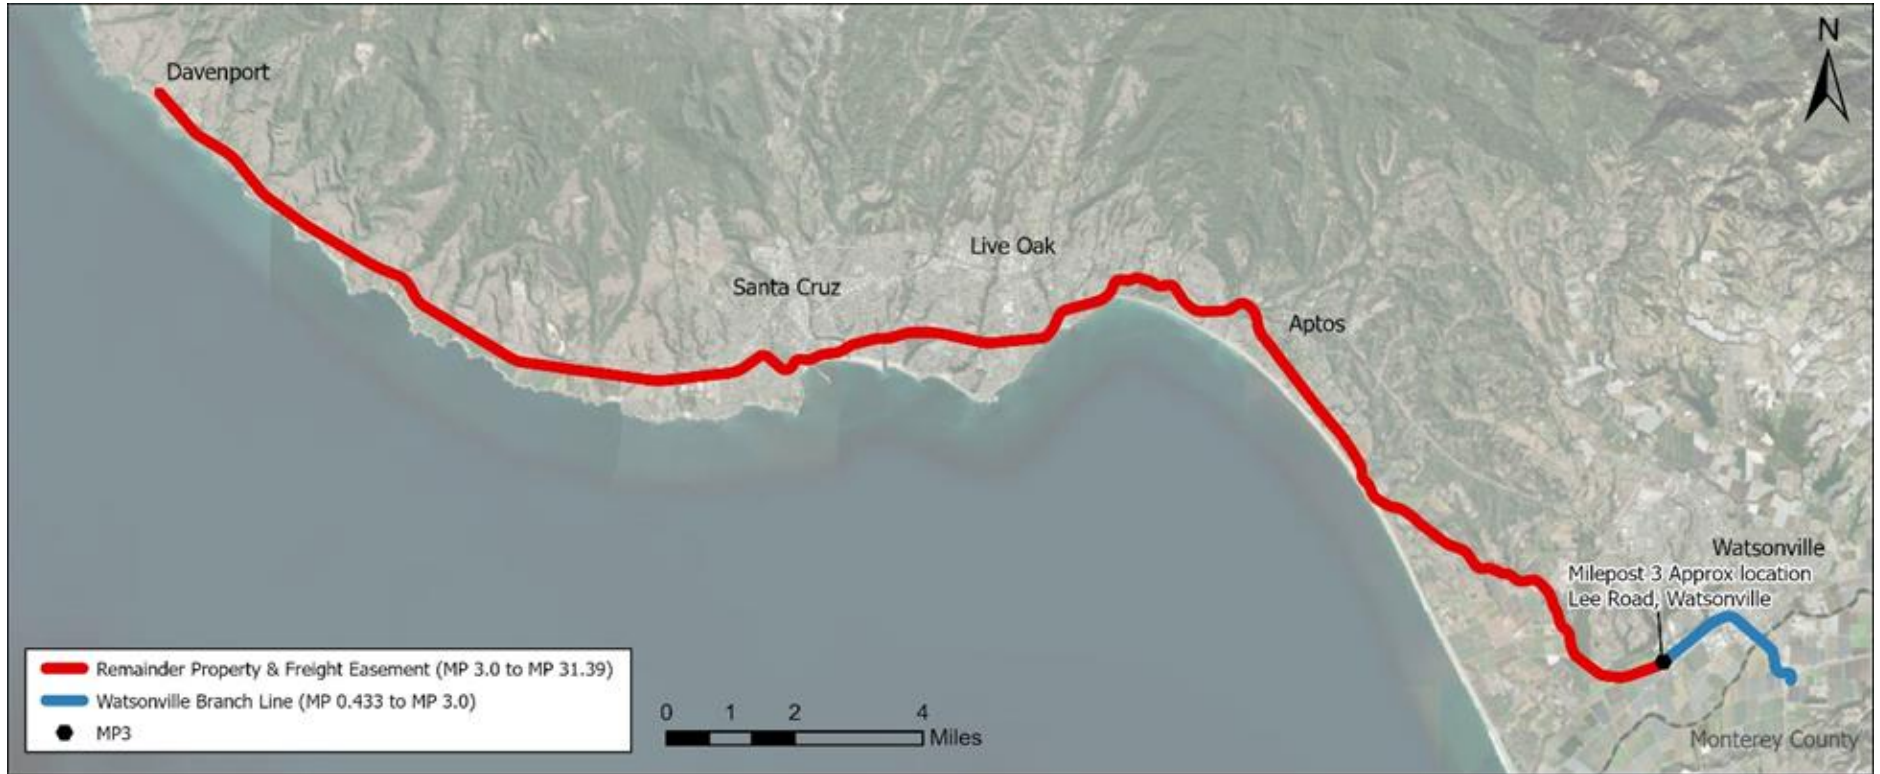 N
Davenport
Live Oak
Santa Cruz
Aptos
Watsonville
Milepost 3 Approx location
Lee Road, Watsonville
Remainder Property & Freight Easement (MP 3.0 to MP 31.39)
Watsonville Branch Line (MP 0.433 to MP 3.0)
MP3
0 1 2 4
Miles
Monterey County